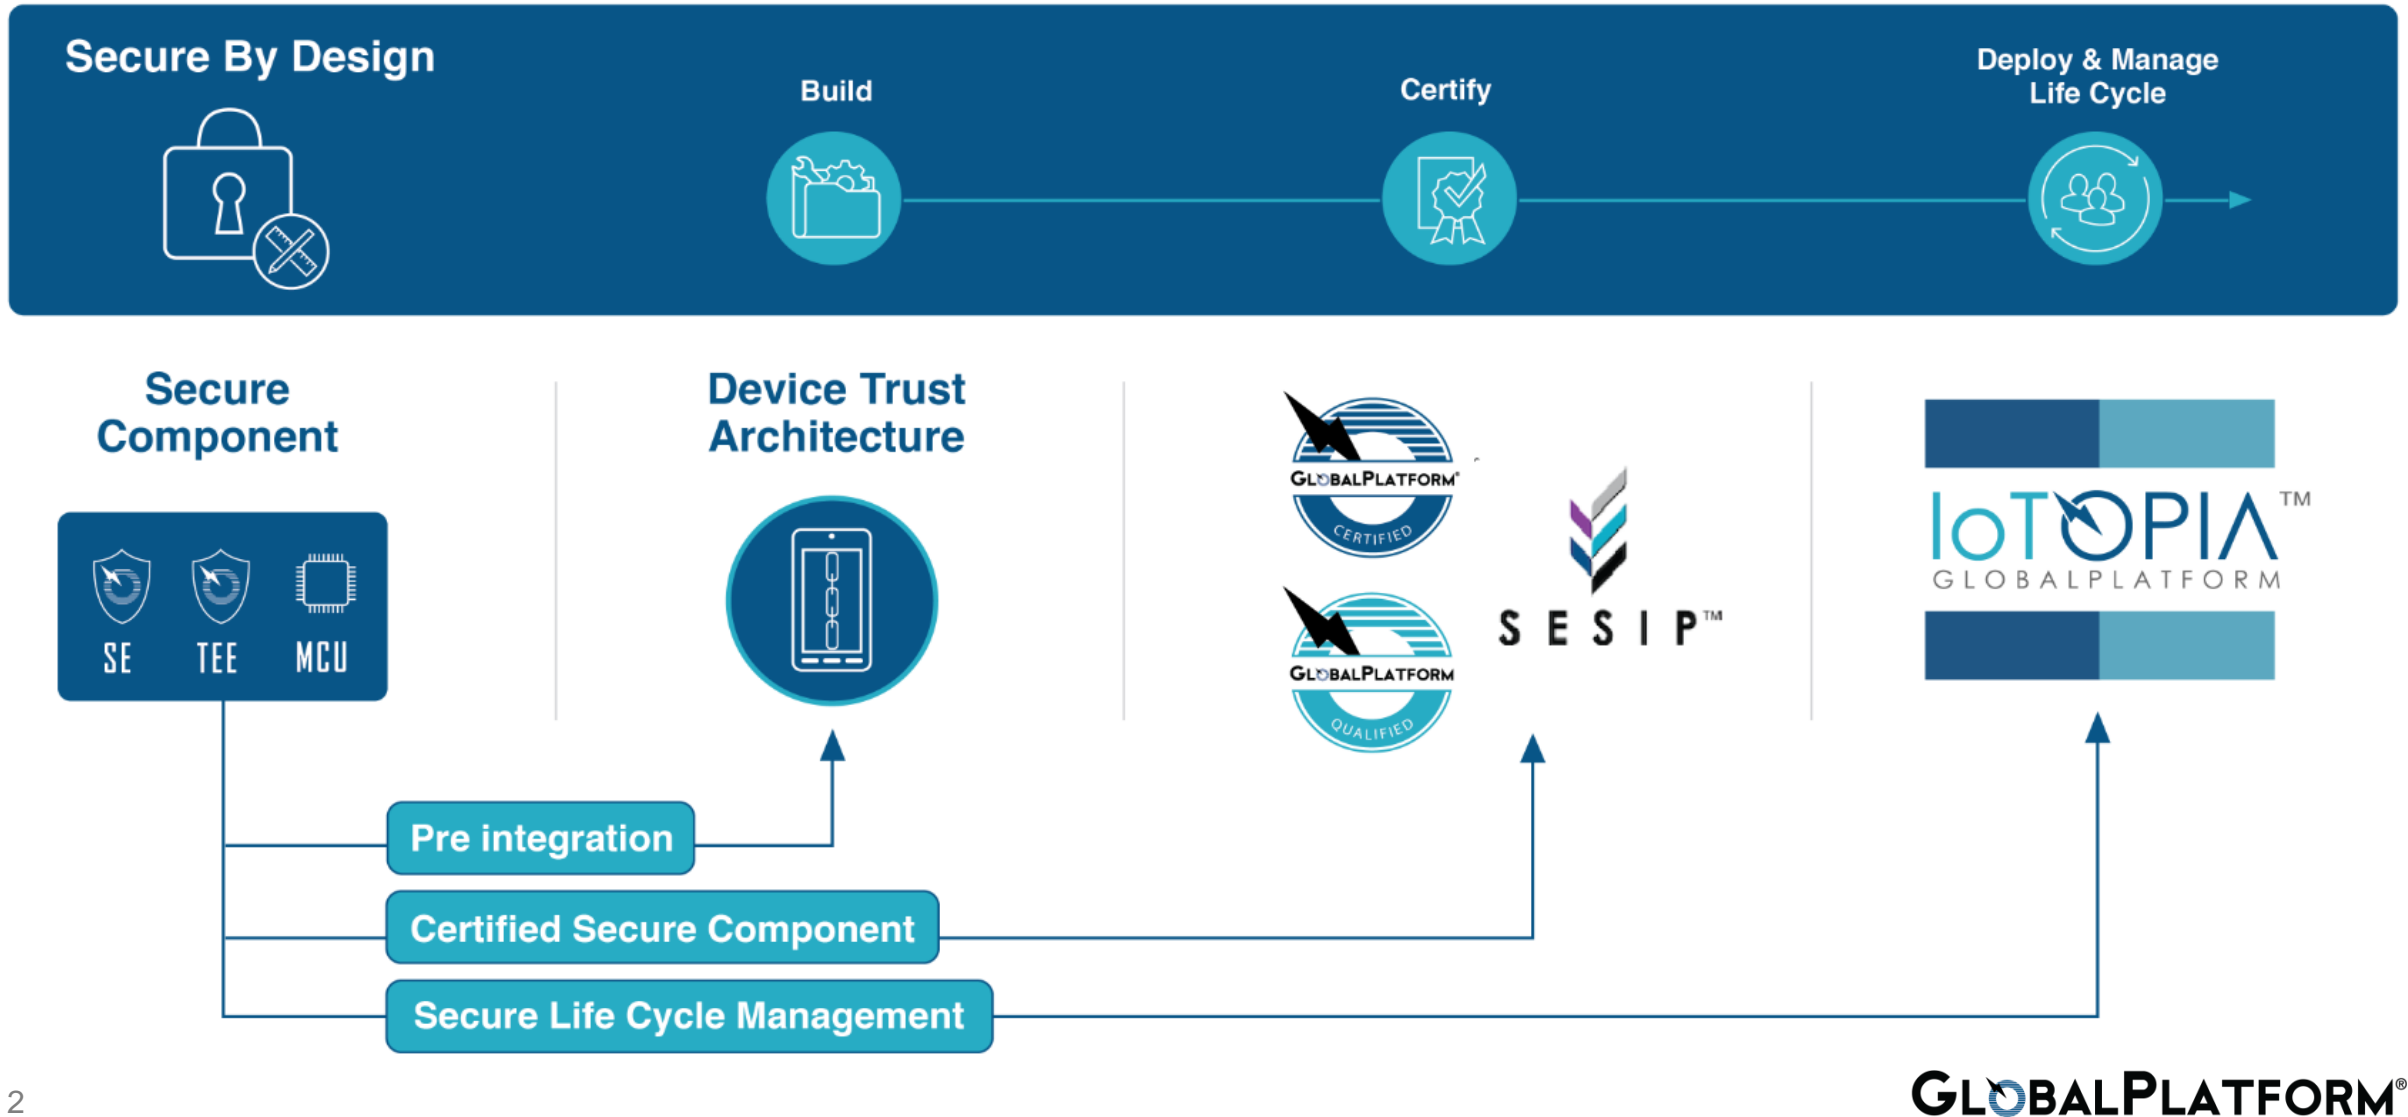 Secure By Design
Build
Certify
Deploy & Manage
Life Cycle
Secure
Component
SE
TEE
MCU
Device Trust
Architecture
GLOBALPLATFORM®
CERTIFIED
GLOBALPLATFORM
QUALIFIED
SESIP™
IoTOPIA™
GLOBALPLATFORM
Pre integration
Certified Secure Component
Secure Life Cycle Management
2
GLOBALPLATFORM®